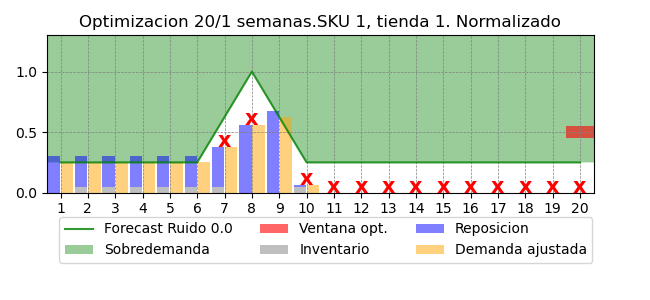 Optimizacion 20/1 semanas.SKU 1, tienda 1. Normalizado
1.0
0.5
0.0
X X X X X X X X X X X X X
1 2 3 4 5 6 7 8 9 10 11 12 13 14 15 16 17 18 19 20
Forecast Ruido 0.0 Ventana opt. Reposicion
Sobredemanda Inventario Demanda ajustada